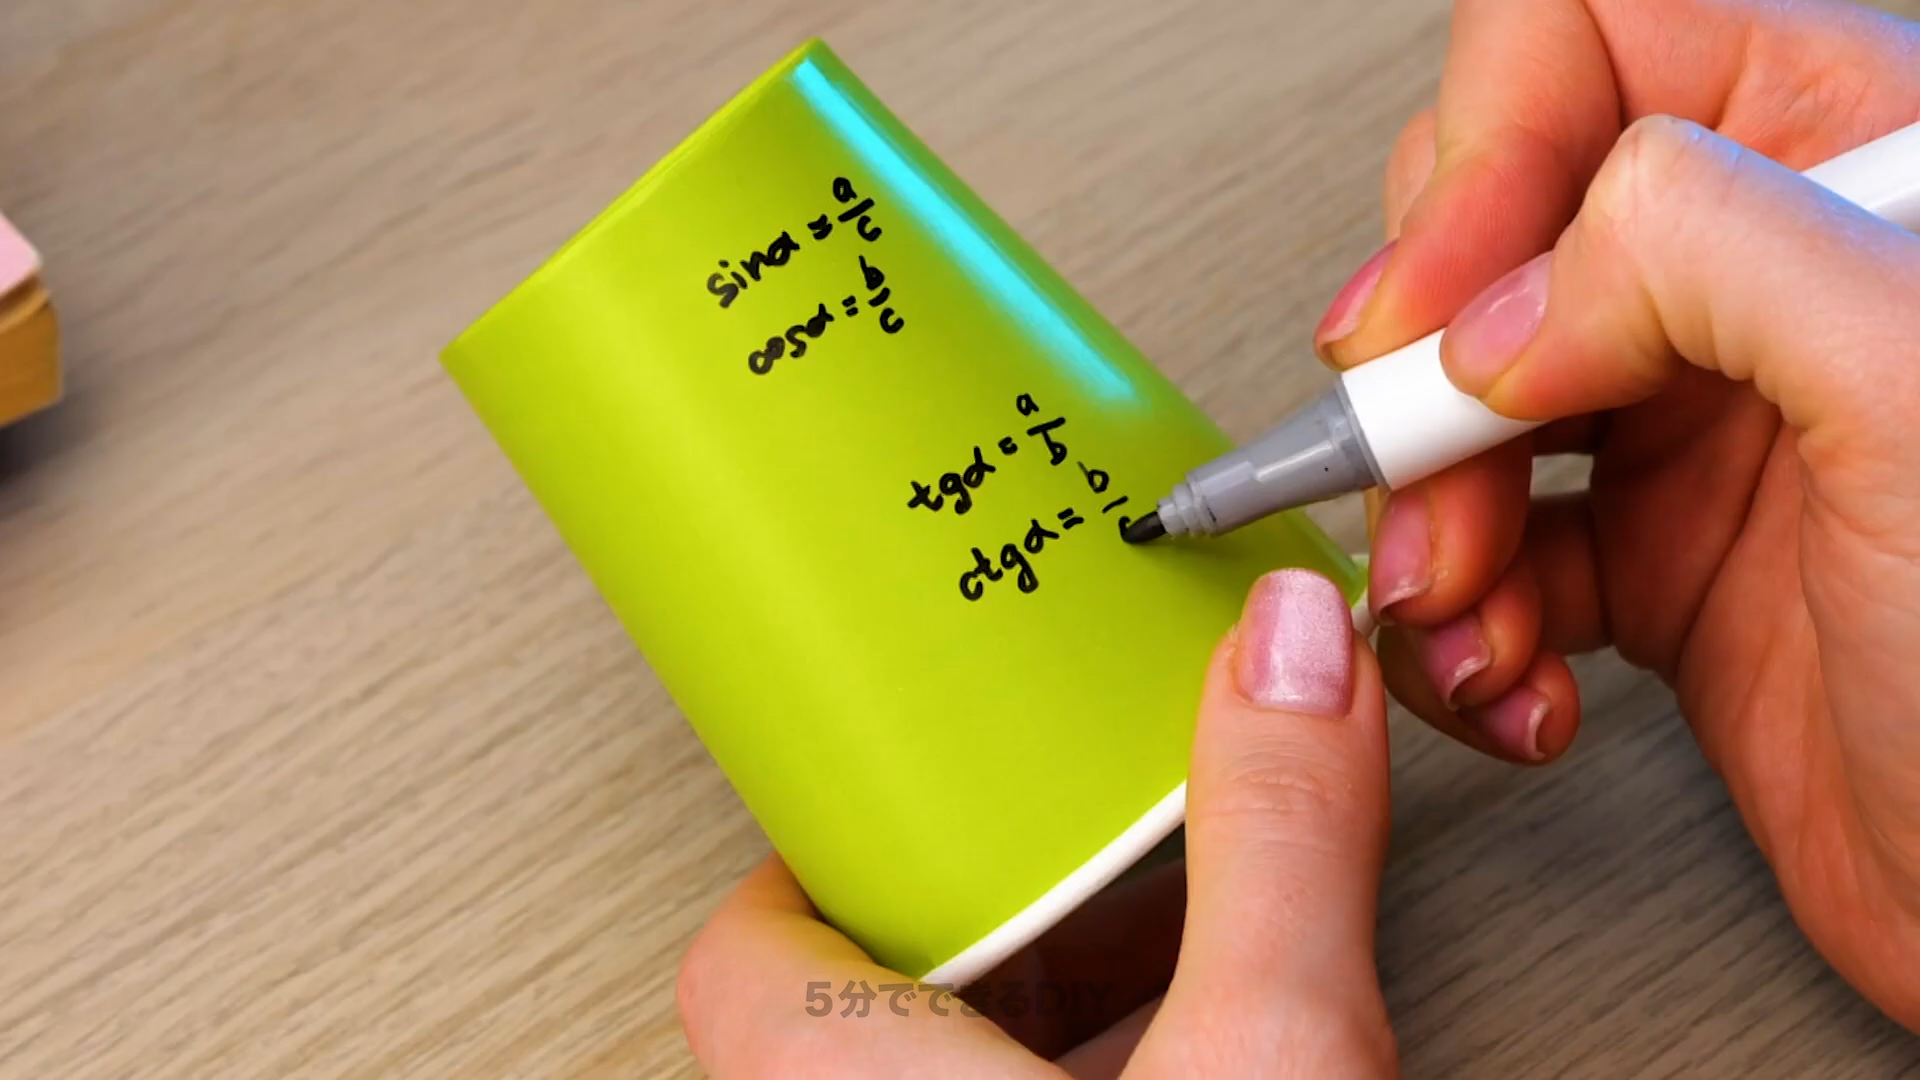 sinα = a/c
cosα = b/c
tgα = a/b
ctgα = b/
5分でできるDIY